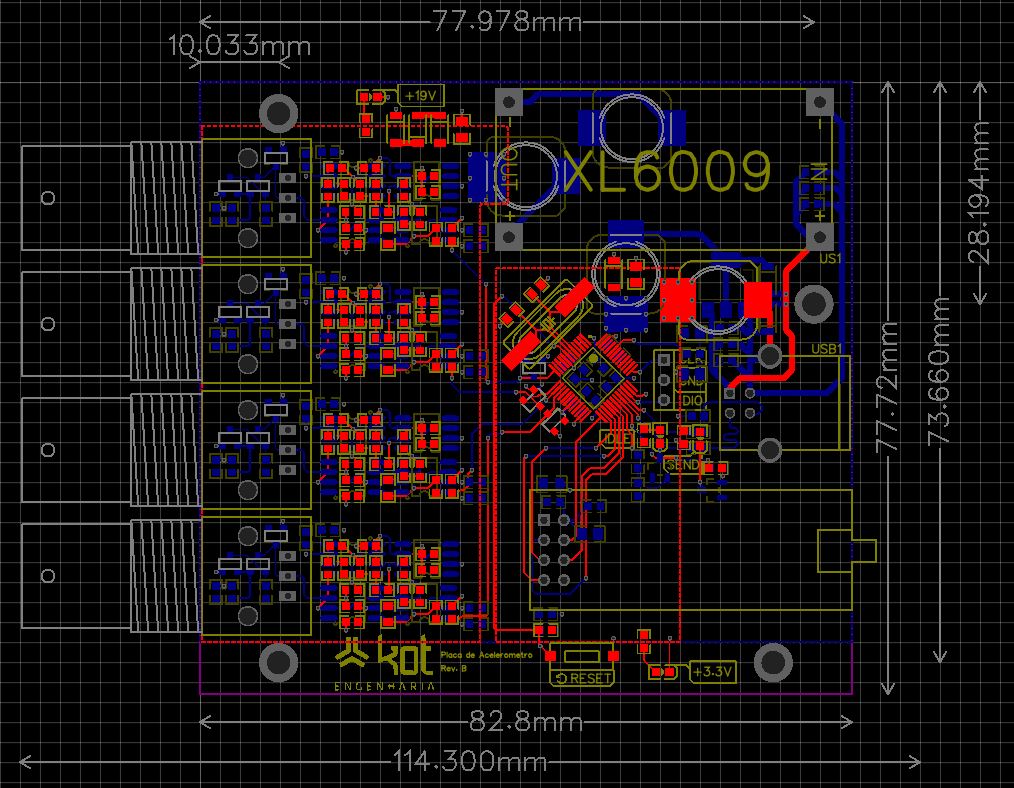 77.978mm
10.033mm
+19V
OUT
XL6009
IN
+
+
28.194mm
US1
USB1
CLK
GND
DIO
IDLE
SEND
77.72mm
73.660mm
kot
ENGENHARIA
Placa de Acelerometro
Rev. B
RESET
+3.3V
82.8mm
114.300mm